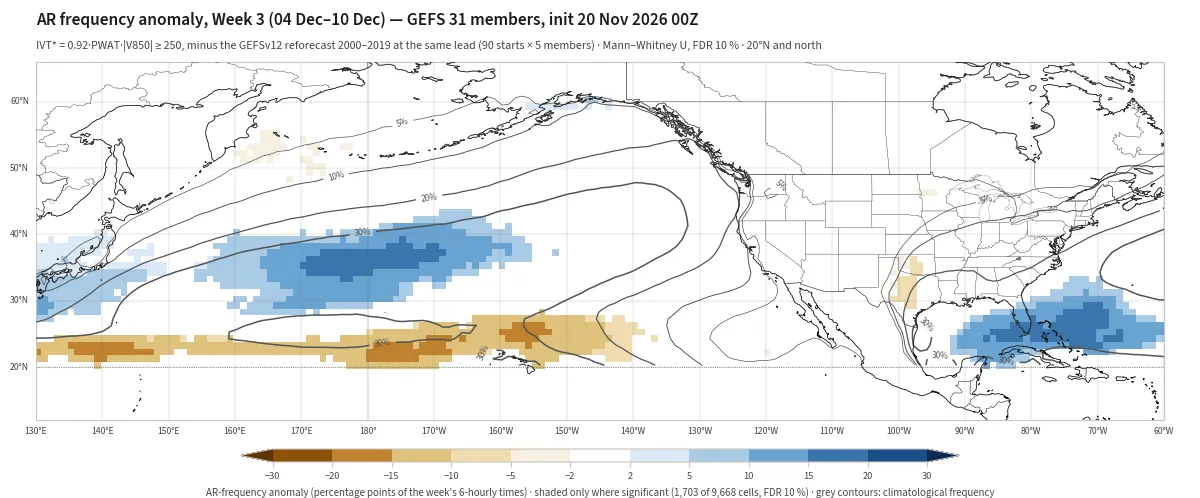 AR frequency anomaly, Week 3 (04 Dec–10 Dec) — GEFS 31 members, init 20 Nov 2026 00Z
IVT* = 0.92·PWAT·|V850| ≥ 250, minus the GEFSv12 reforecast 2000–2019 at the same lead (90 starts × 5 members) · Mann–Whitney U, FDR 10 % · 20°N and north
60°N
5%
50°N
10%
5%
20%
5%
40°N
30%
30°N
30%
30%
30%
30%
30%
20°N
130°E 140°E 150°E 160°E 170°E 180° 170°W 160°W 150°W 140°W 130°W 120°W 110°W 100°W 90°W 80°W 70°W 60°W
−30 −20 −15 −10 −5 −2 2 5 10 15 20 30
AR-frequency anomaly (percentage points of the week's 6-hourly times) · shaded only where significant (1,703 of 9,668 cells, FDR 10 %) · grey contours: climatological frequency